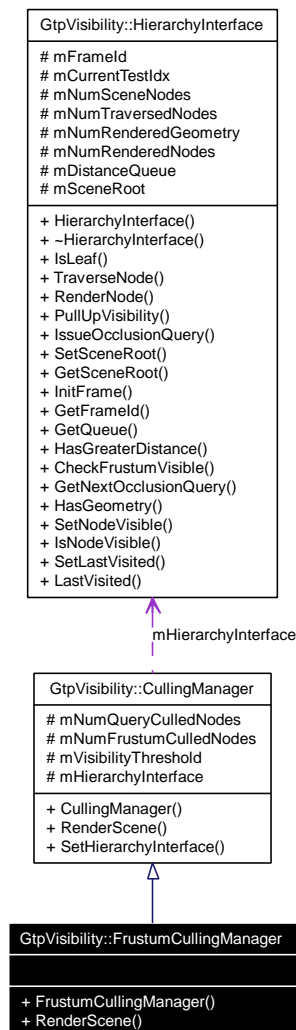 GtpVisibility::HierarchyInterface
# mFrameId
# mCurrentTestIdx
# mNumSceneNodes
# mNumTraversedNodes
# mNumRenderedGeometry
# mNumRenderedNodes
# mDistanceQueue
# mSceneRoot
+ HierarchyInterface()
+ ~HierarchyInterface()
+ IsLeaf()
+ TraverseNode()
+ RenderNode()
+ PullUpVisibility()
+ IssueOcclusionQuery()
+ SetSceneRoot()
+ GetSceneRoot()
+ InitFrame()
+ GetFrameId()
+ GetQueue()
+ HasGreaterDistance()
+ CheckFrustumVisible()
+ GetNextOcclusionQuery()
+ HasGeometry()
+ SetNodeVisible()
+ IsNodeVisible()
+ SetLastVisited()
+ LastVisited()
mHierarchyInterface
GtpVisibility::CullingManager
# mNumQueryCulledNodes
# mNumFrustumCulledNodes
# mVisibilityThreshold
# mHierarchyInterface
+ CullingManager()
+ RenderScene()
+ SetHierarchyInterface()
GtpVisibility::FrustumCullingManager
+ FrustumCullingManager()
+ RenderScene()